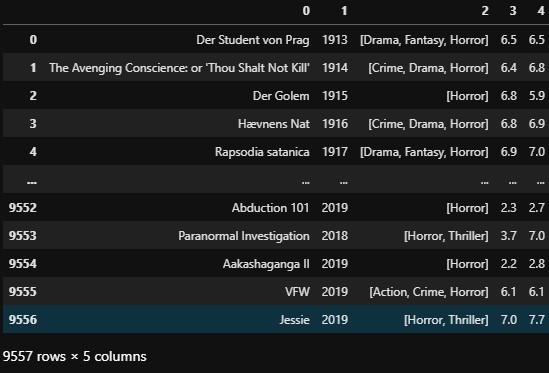 0 1 2 3 4
0 Der Student von Prag 1913 [Drama, Fantasy, Horror] 6.5 6.5
1 The Avenging Conscience: or 'Thou Shalt Not Kill' 1914 [Crime, Drama, Horror] 6.4 6.8
2 Der Golem 1915 [Horror] 6.8 5.9
3 Hævnens Nat 1916 [Crime, Drama, Horror] 6.8 6.9
4 Rapsodia satanica 1917 [Drama, Fantasy, Horror] 6.9 7.0
... ... ... ... ... ...
9552 Abduction 101 2019 [Horror] 2.3 2.7
9553 Paranormal Investigation 2018 [Horror, Thriller] 3.7 7.0
9554 Aakashaganga II 2019 [Horror] 2.2 2.8
9555 VFW 2019 [Action, Crime, Horror] 6.1 6.1
9556 Jessie 2019 [Horror, Thriller] 7.0 7.7
9557 rows × 5 columns